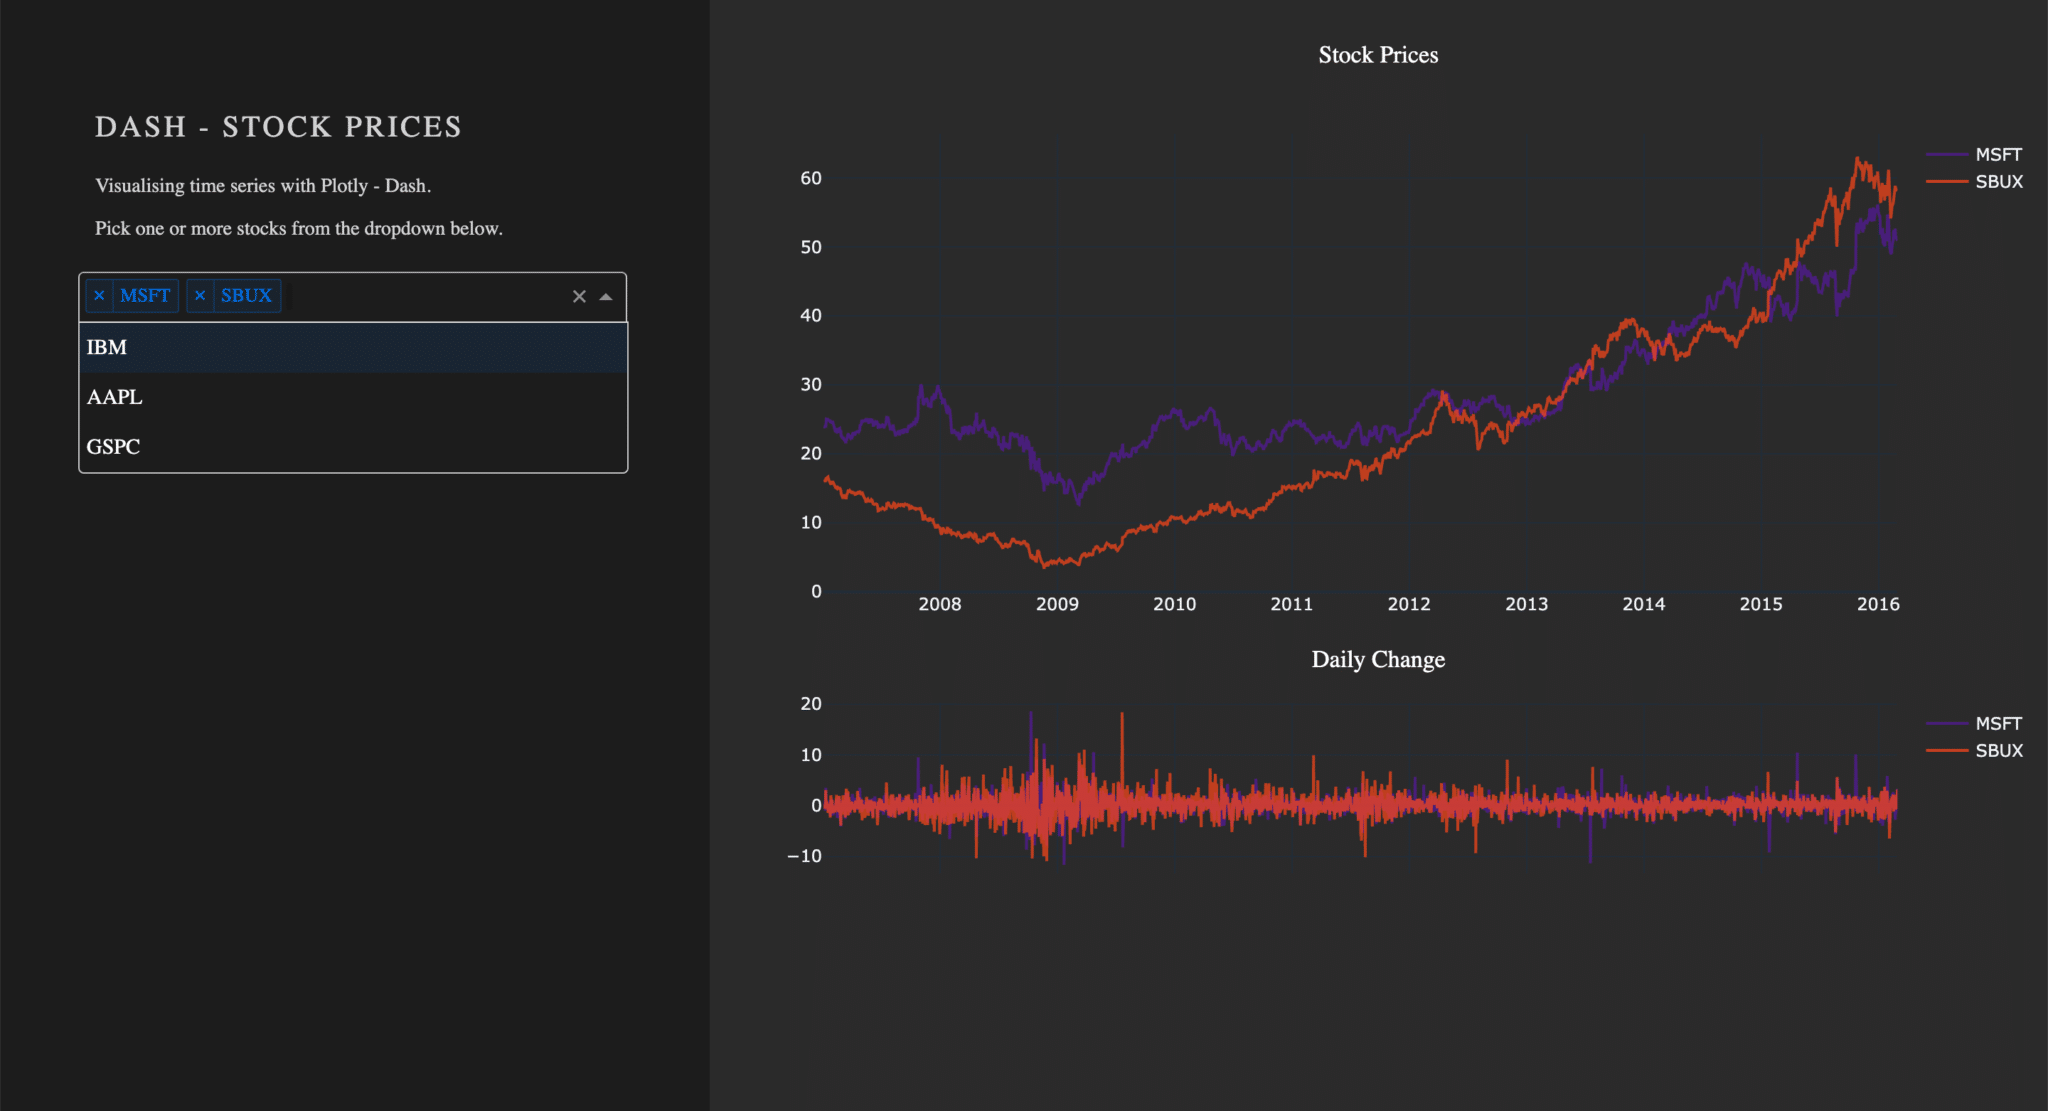 DASH - STOCK PRICES
Visualising time series with Plotly - Dash.
Pick one or more stocks from the dropdown below.
× MSFT × SBUX ×
IBM
AAPL
GSPC
Stock Prices
MSFT
SBUX
60
50
40
30
20
10
0
2008 2009 2010 2011 2012 2013 2014 2015 2016
Daily Change
MSFT
SBUX
20
10
0
−10